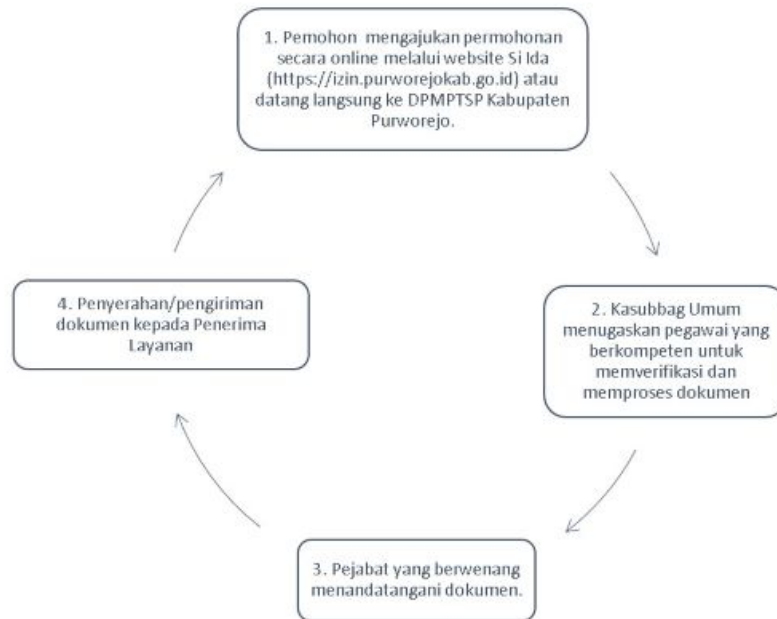 1. Pemohon mengajukan permohonan
secara online melalui website Si Ida
(https://izin.purworejokab.go.id) atau
datang langsung ke DPMPTSP Kabupaten
Purworejo.
2. Kasubbag Umum
menugaskan pegawai yang
berkompeten untuk
memverifikasi dan
memproses dokumen
3. Pejabat yang berwenang
menandatangani dokumen.
4. Penyerahan/pengiriman
dokumen kepada Penerima
Layanan